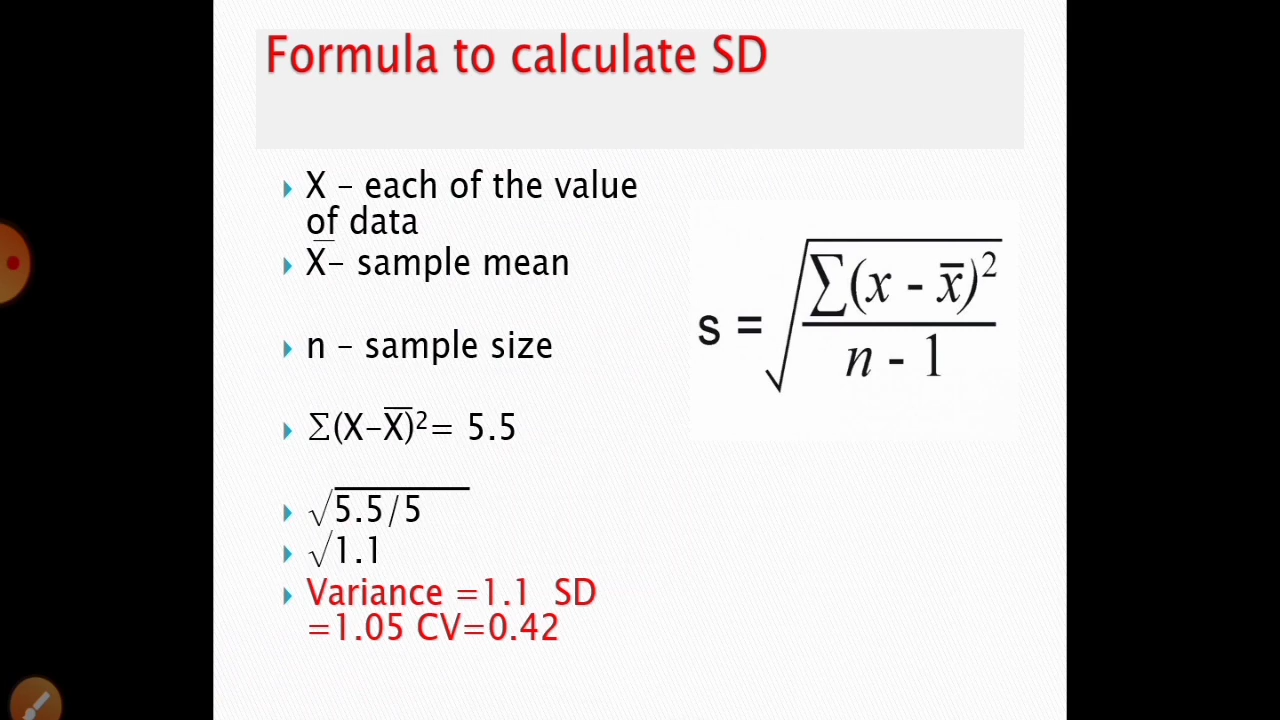 Formula to calculate SD
X – each of the value
of data
X̅– sample mean
n – sample size
∑(X–X̅)²= 5.5
√5.5/5
√1.1
Variance =1.1  SD
=1.05 CV=0.42
s = √(∑(x - x̅)² / (n - 1))